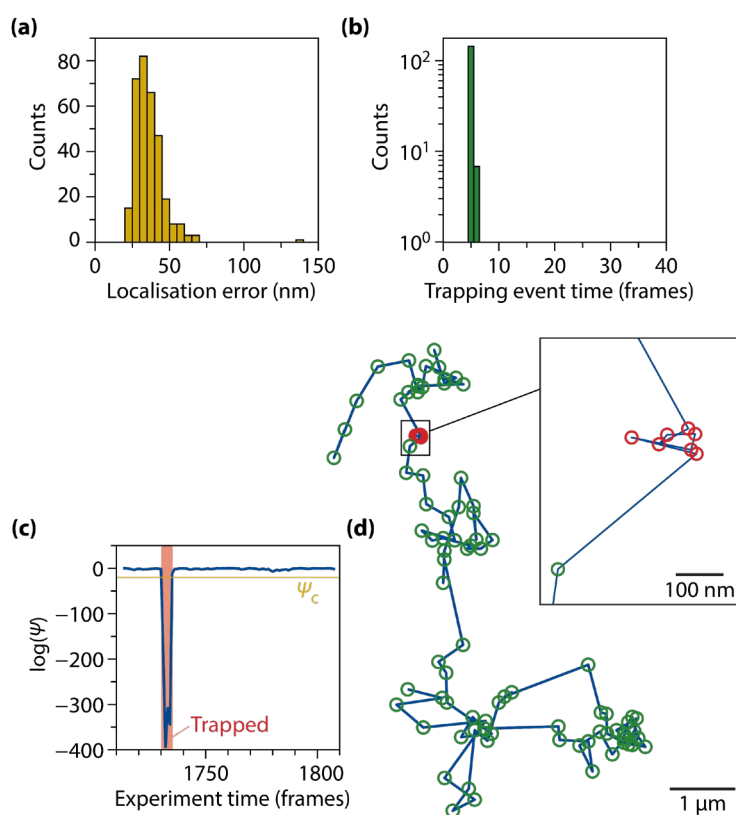 (a)
80
60
40
20
0
Counts
0
50
100
150
Localisation error (nm)
(b)
10²
10¹
10⁰
Counts
0
10
20
30
40
Trapping event time (frames)
(c)
0
−100
−200
−300
−400
log(Ψ)
Ψc
Trapped
1750
1800
Experiment time (frames)
(d)
100 nm
1 µm